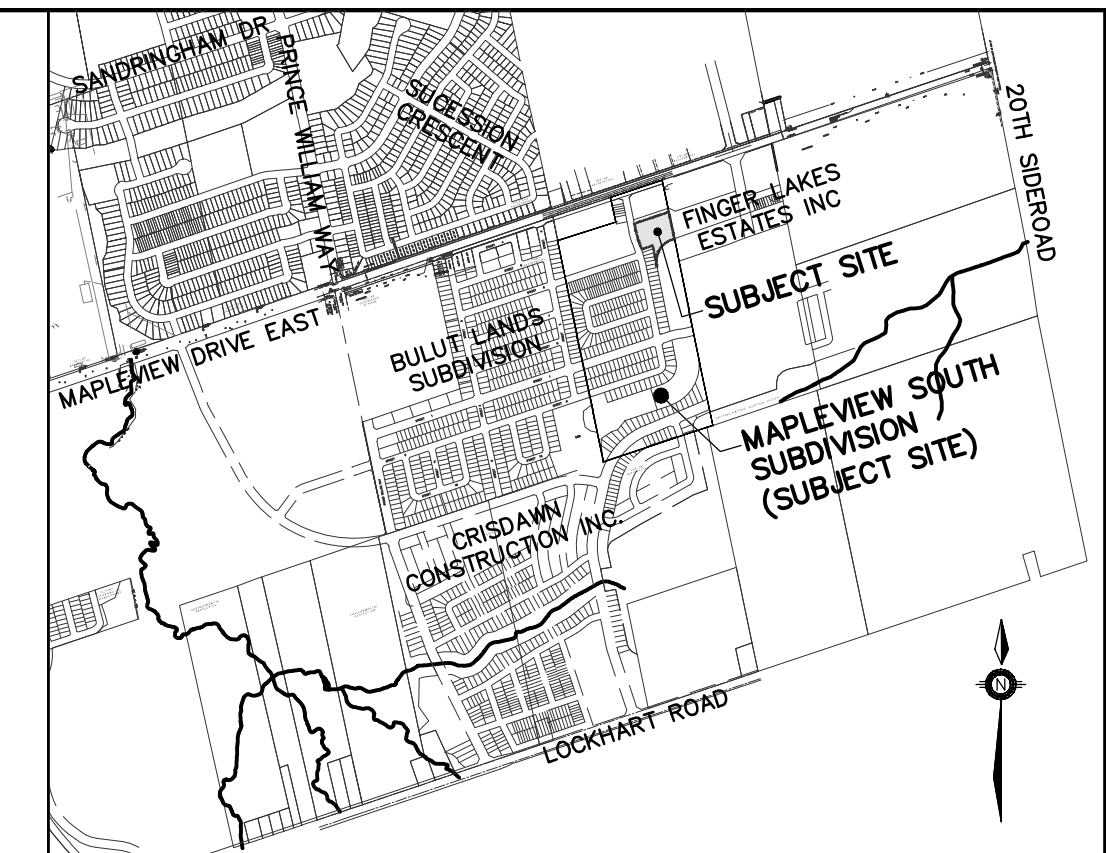 SANDRINGHAM DR
PRINCE WILLIAM WAY
SUCESSION
CRESCENT
20TH SIDEROAD
FINGER LAKES
ESTATES INC
SUBJECT SITE
MAPLEVIEW DRIVE EAST
BULUT LANDS
SUBDIVISION
MAPLEVIEW SOUTH
SUBDIVISION
(SUBJECT SITE)
CRISDAWN
CONSTRUCTION INC.
LOCKHART ROAD
N